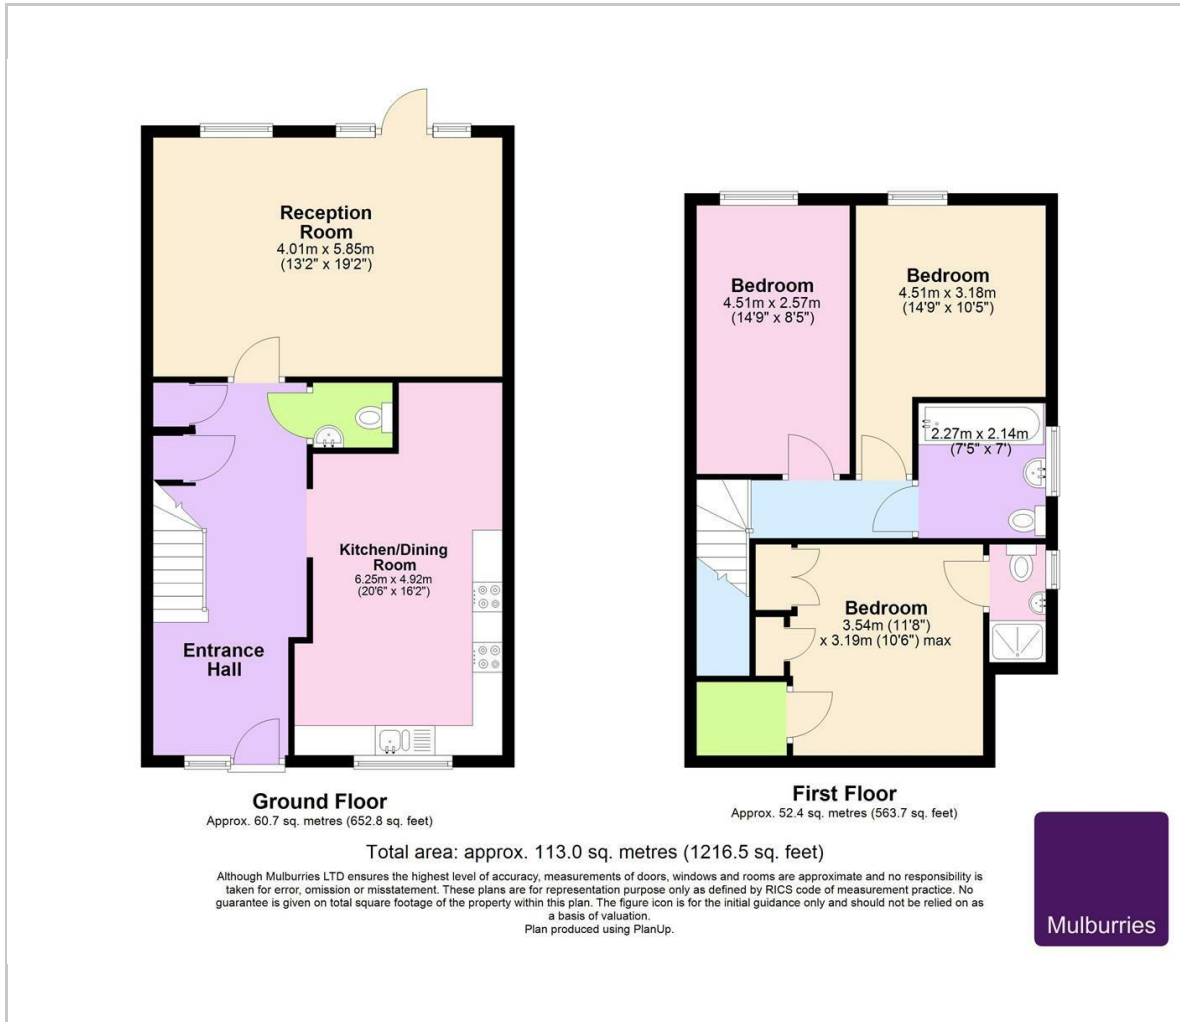 Reception
Room
4.01m x 5.85m
(13'2" x 19'2")
Kitchen/Dining
Room
6.25m x 4.92m
(20'6" x 16'2")
Entrance
Hall
Ground Floor
Approx. 60.7 sq. metres (652.8 sq. feet)
Bedroom
4.51m x 2.57m
(14'9" x 8'5")
Bedroom
4.51m x 3.18m
(14'9" x 10'5")
2.27m x 2.14m
(7'5" x 7')
Bedroom
3.54m (11'8")
x 3.19m (10'6") max
First Floor
Approx. 52.4 sq. metres (563.7 sq. feet)
Total area: approx. 113.0 sq. metres (1216.5 sq. feet)
Although Mulburries LTD ensures the highest level of accuracy, measurements of doors, windows and rooms are approximate and no responsibility is
taken for error, omission or misstatement. These plans are for representation purpose only as defined by RICS code of measurement practice. No
guarantee is given on total square footage of the property within this plan. The figure icon is for the initial guidance only and should not be relied on as
a basis of valuation.
Plan produced using PlanUp.
Mulburries